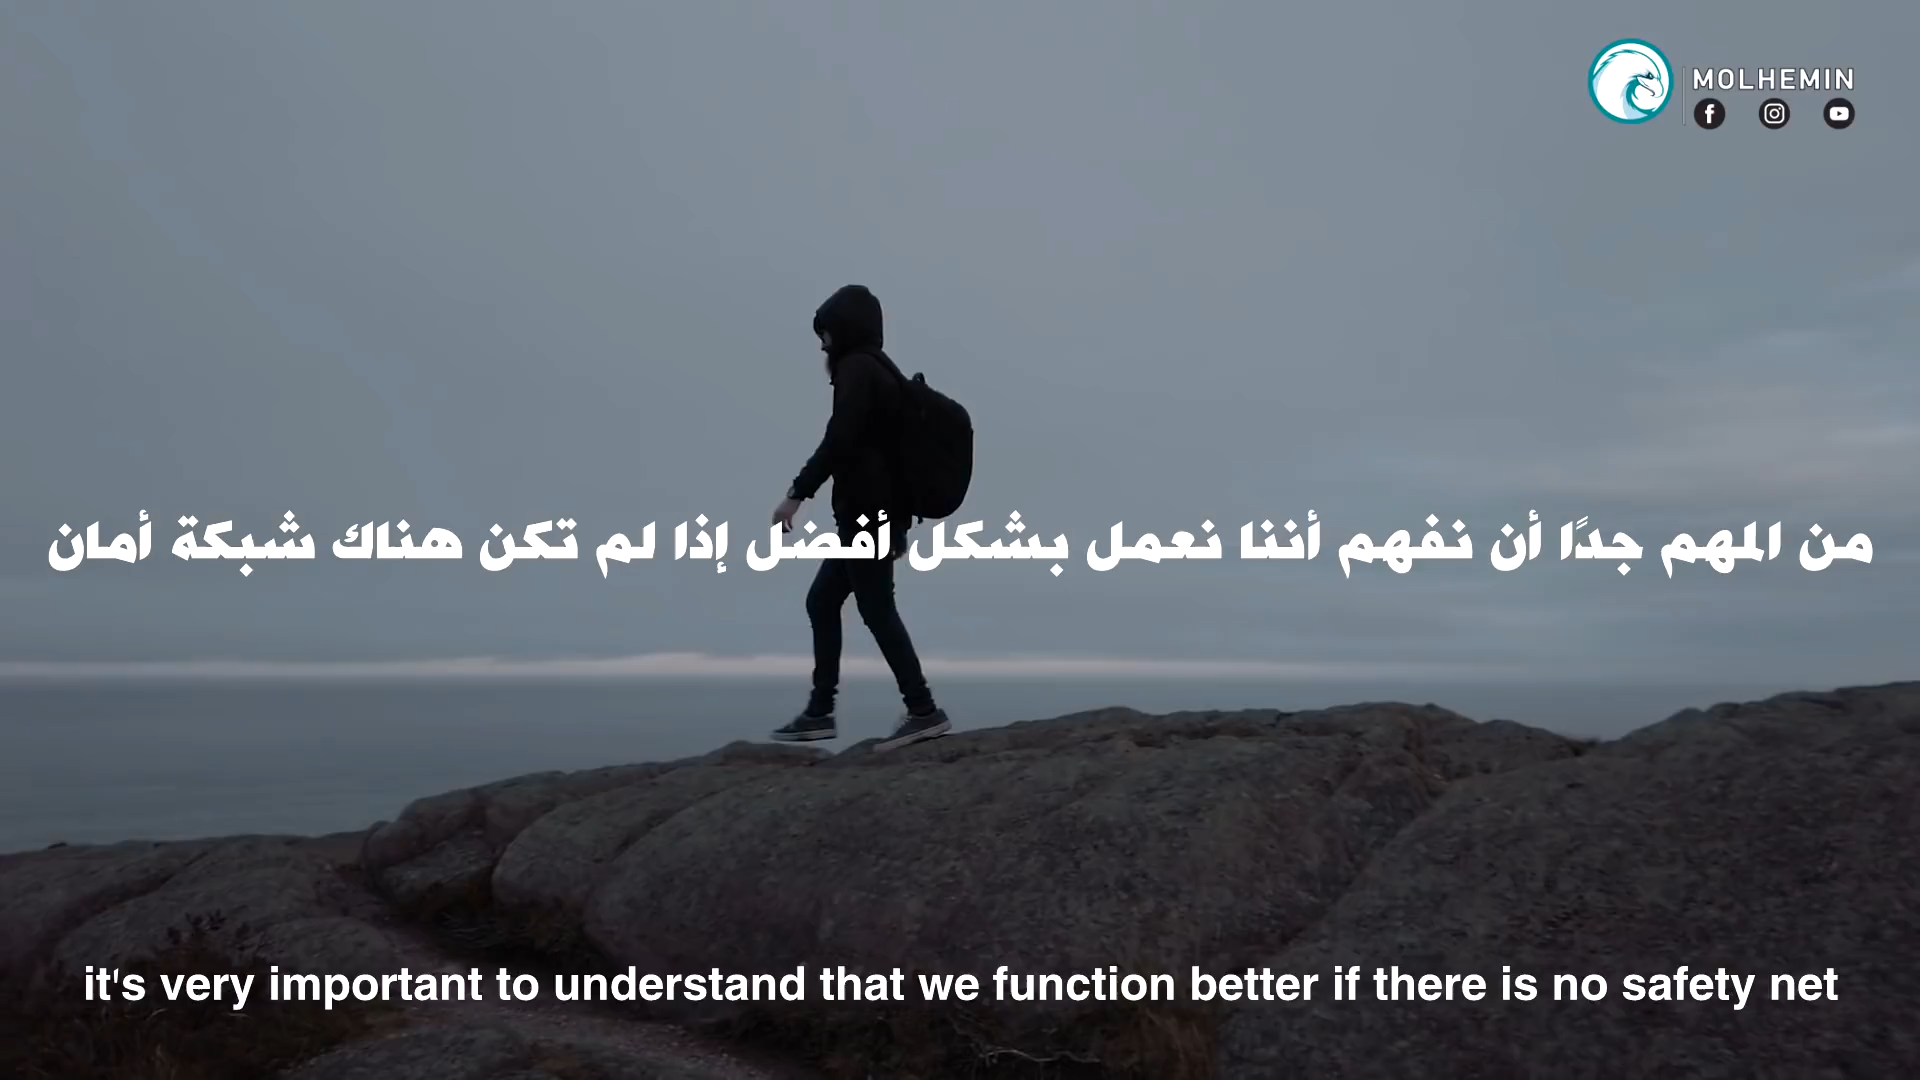 MOLHEMIN
من المهم جدًا أن نفهم أننا نعمل بشكل أفضل إذا لم تكن هناك شبكة أمان
it's very important to understand that we function better if there is no safety net